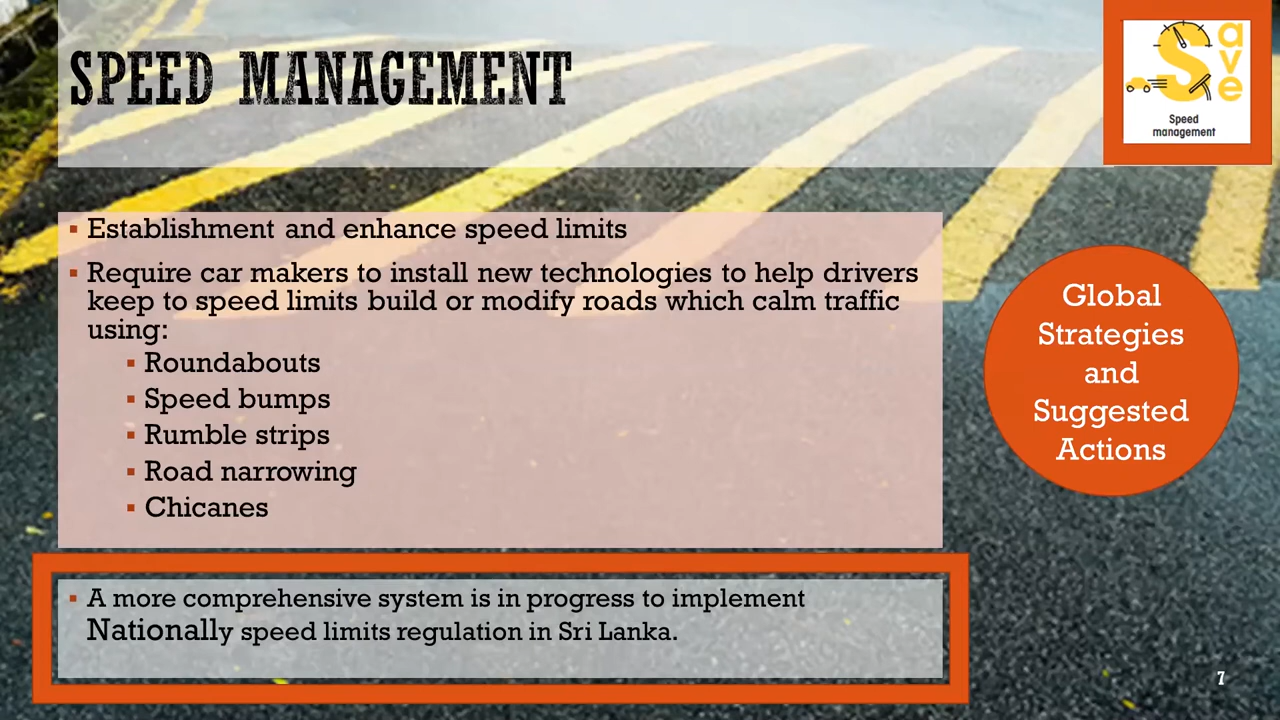 SPEED MANAGEMENT
Save
Speed
management
▪ Establishment and enhance speed limits
▪ Require car makers to install new technologies to help drivers
keep to speed limits build or modify roads which calm traffic
using:
▪ Roundabouts
▪ Speed bumps
▪ Rumble strips
▪ Road narrowing
▪ Chicanes
Global
Strategies
and
Suggested
Actions
▪ A more comprehensive system is in progress to implement
Nationally speed limits regulation in Sri Lanka.
7